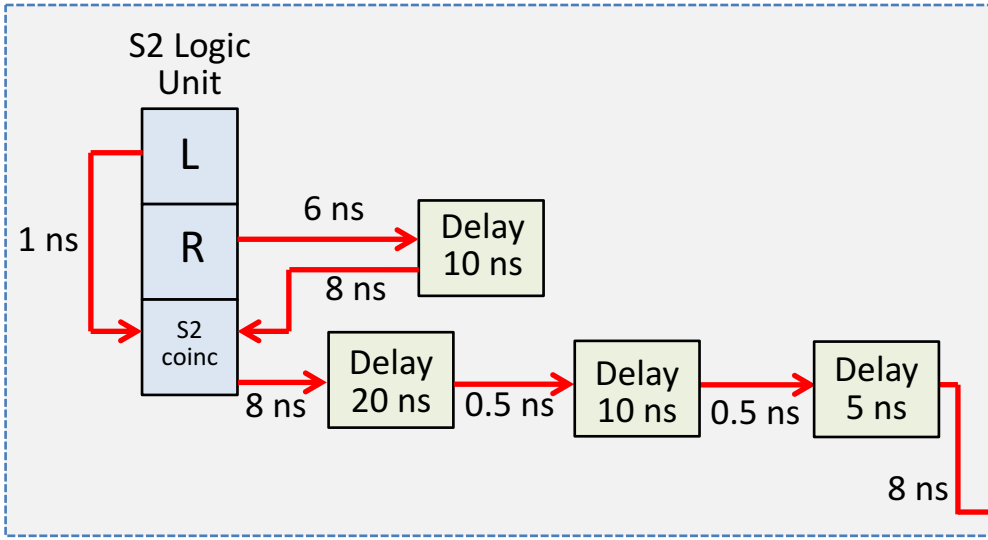 S2 Logic
Unit
L
1 ns
R
6 ns
Delay
10 ns
8 ns
S2
coinc
8 ns
Delay
20 ns
0.5 ns
Delay
10 ns
0.5 ns
Delay
5 ns
8 ns